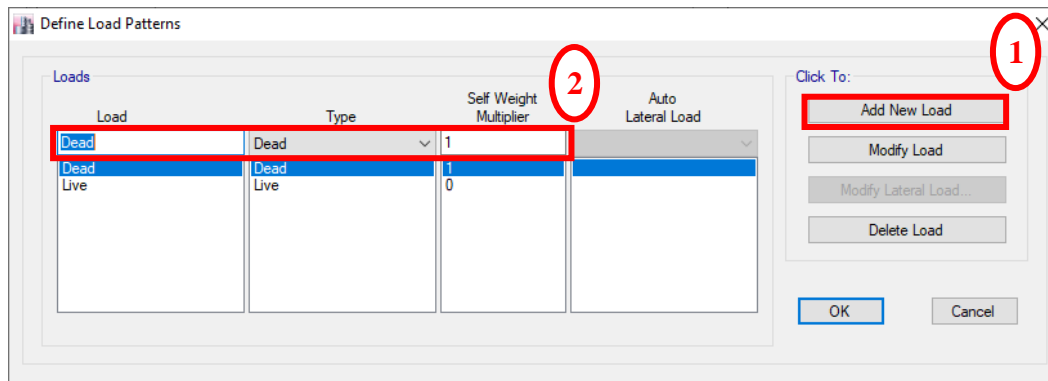 Define Load Patterns
1
Loads
Click To:
2
Load Type Self Weight Multiplier Auto Lateral Load
Add New Load
Dead Dead 1
Modify Load
Dead Dead 1
Live Live 0
Modify Lateral Load...
Delete Load
OK Cancel